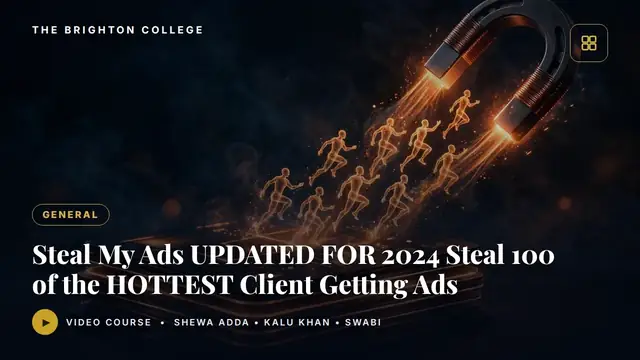 THE BRIGHTON COLLEGE
GENERAL
Steal My Ads UPDATED FOR 2024 Steal 100
of the HOTTEST Client Getting Ads
VIDEO COURSE • SHEWA ADDA • KALU KHAN • SWABI